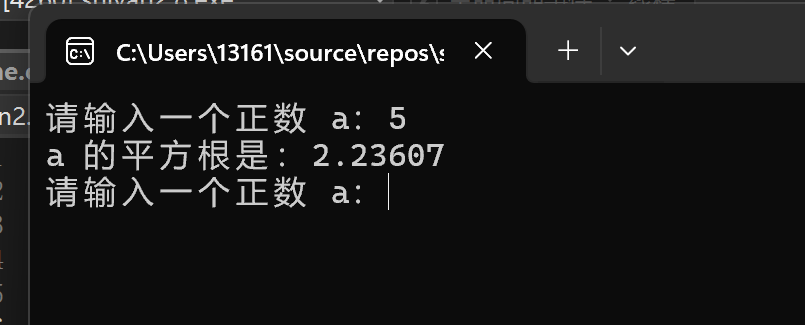 C:\Users\13161\source\repos\s
请输入一个正数 a: 5
a 的平方根是: 2.23607
请输入一个正数 a: